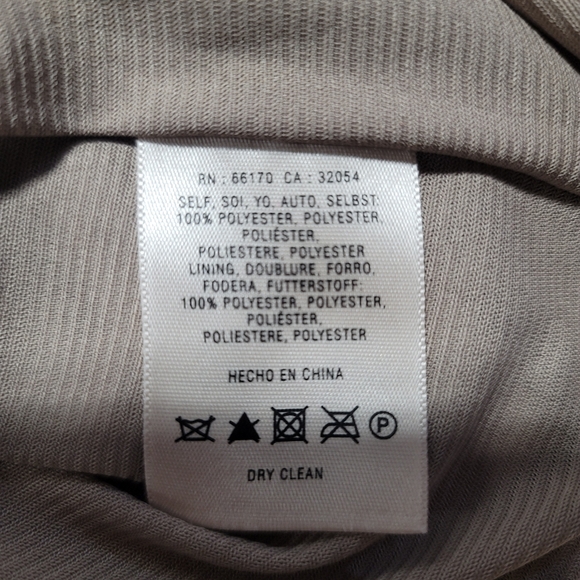 RN : 66170 CA : 32054
SELF, SOI, YO, AUTO, SELBST:
100% POLYESTER, POLYESTER,
POLIÉSTER,
POLIESTERE, POLYESTER
LINING, DOUBLURE, FORRO,
FODERA, FUTTERSTOFF:
100% POLYESTER, POLYESTER,
POLIÉSTER,
POLIESTERE, POLYESTER
HECHO EN CHINA
P
DRY CLEAN